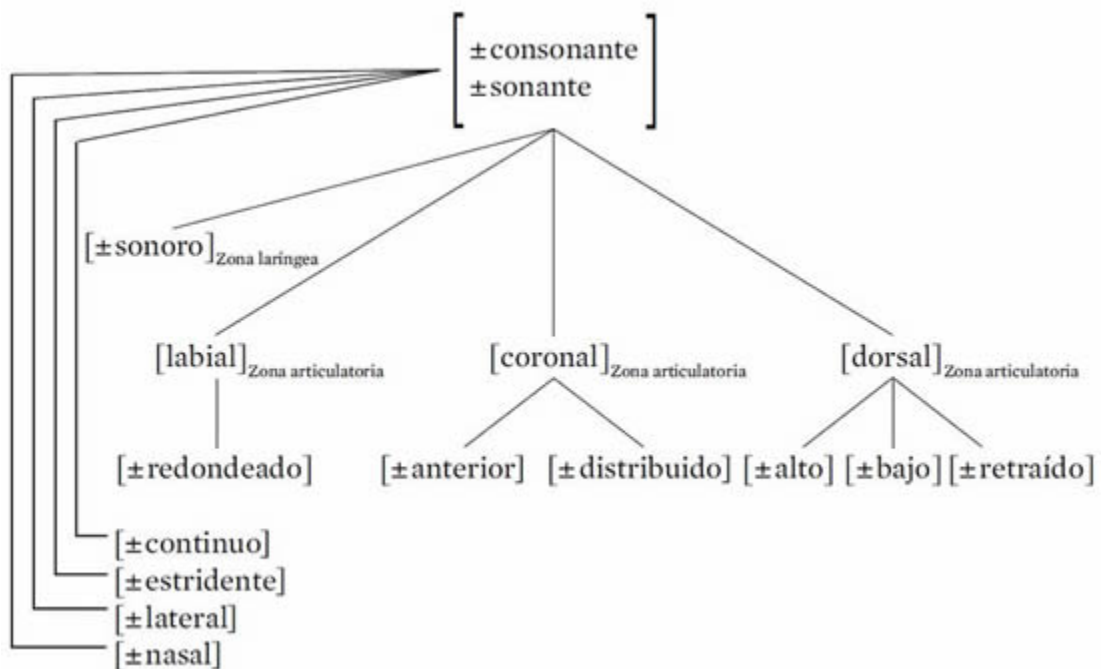 ±consonante
±sonante
[±sonoro]Zona laríngea
[labial]Zona articulatoria [coronal]Zona articulatoria [dorsal]Zona articulatoria
[±redondeado] [±anterior] [±distribuido] [±alto] [±bajo] [±retraído]
[±continuo]
[±estridente]
[±lateral]
[±nasal]